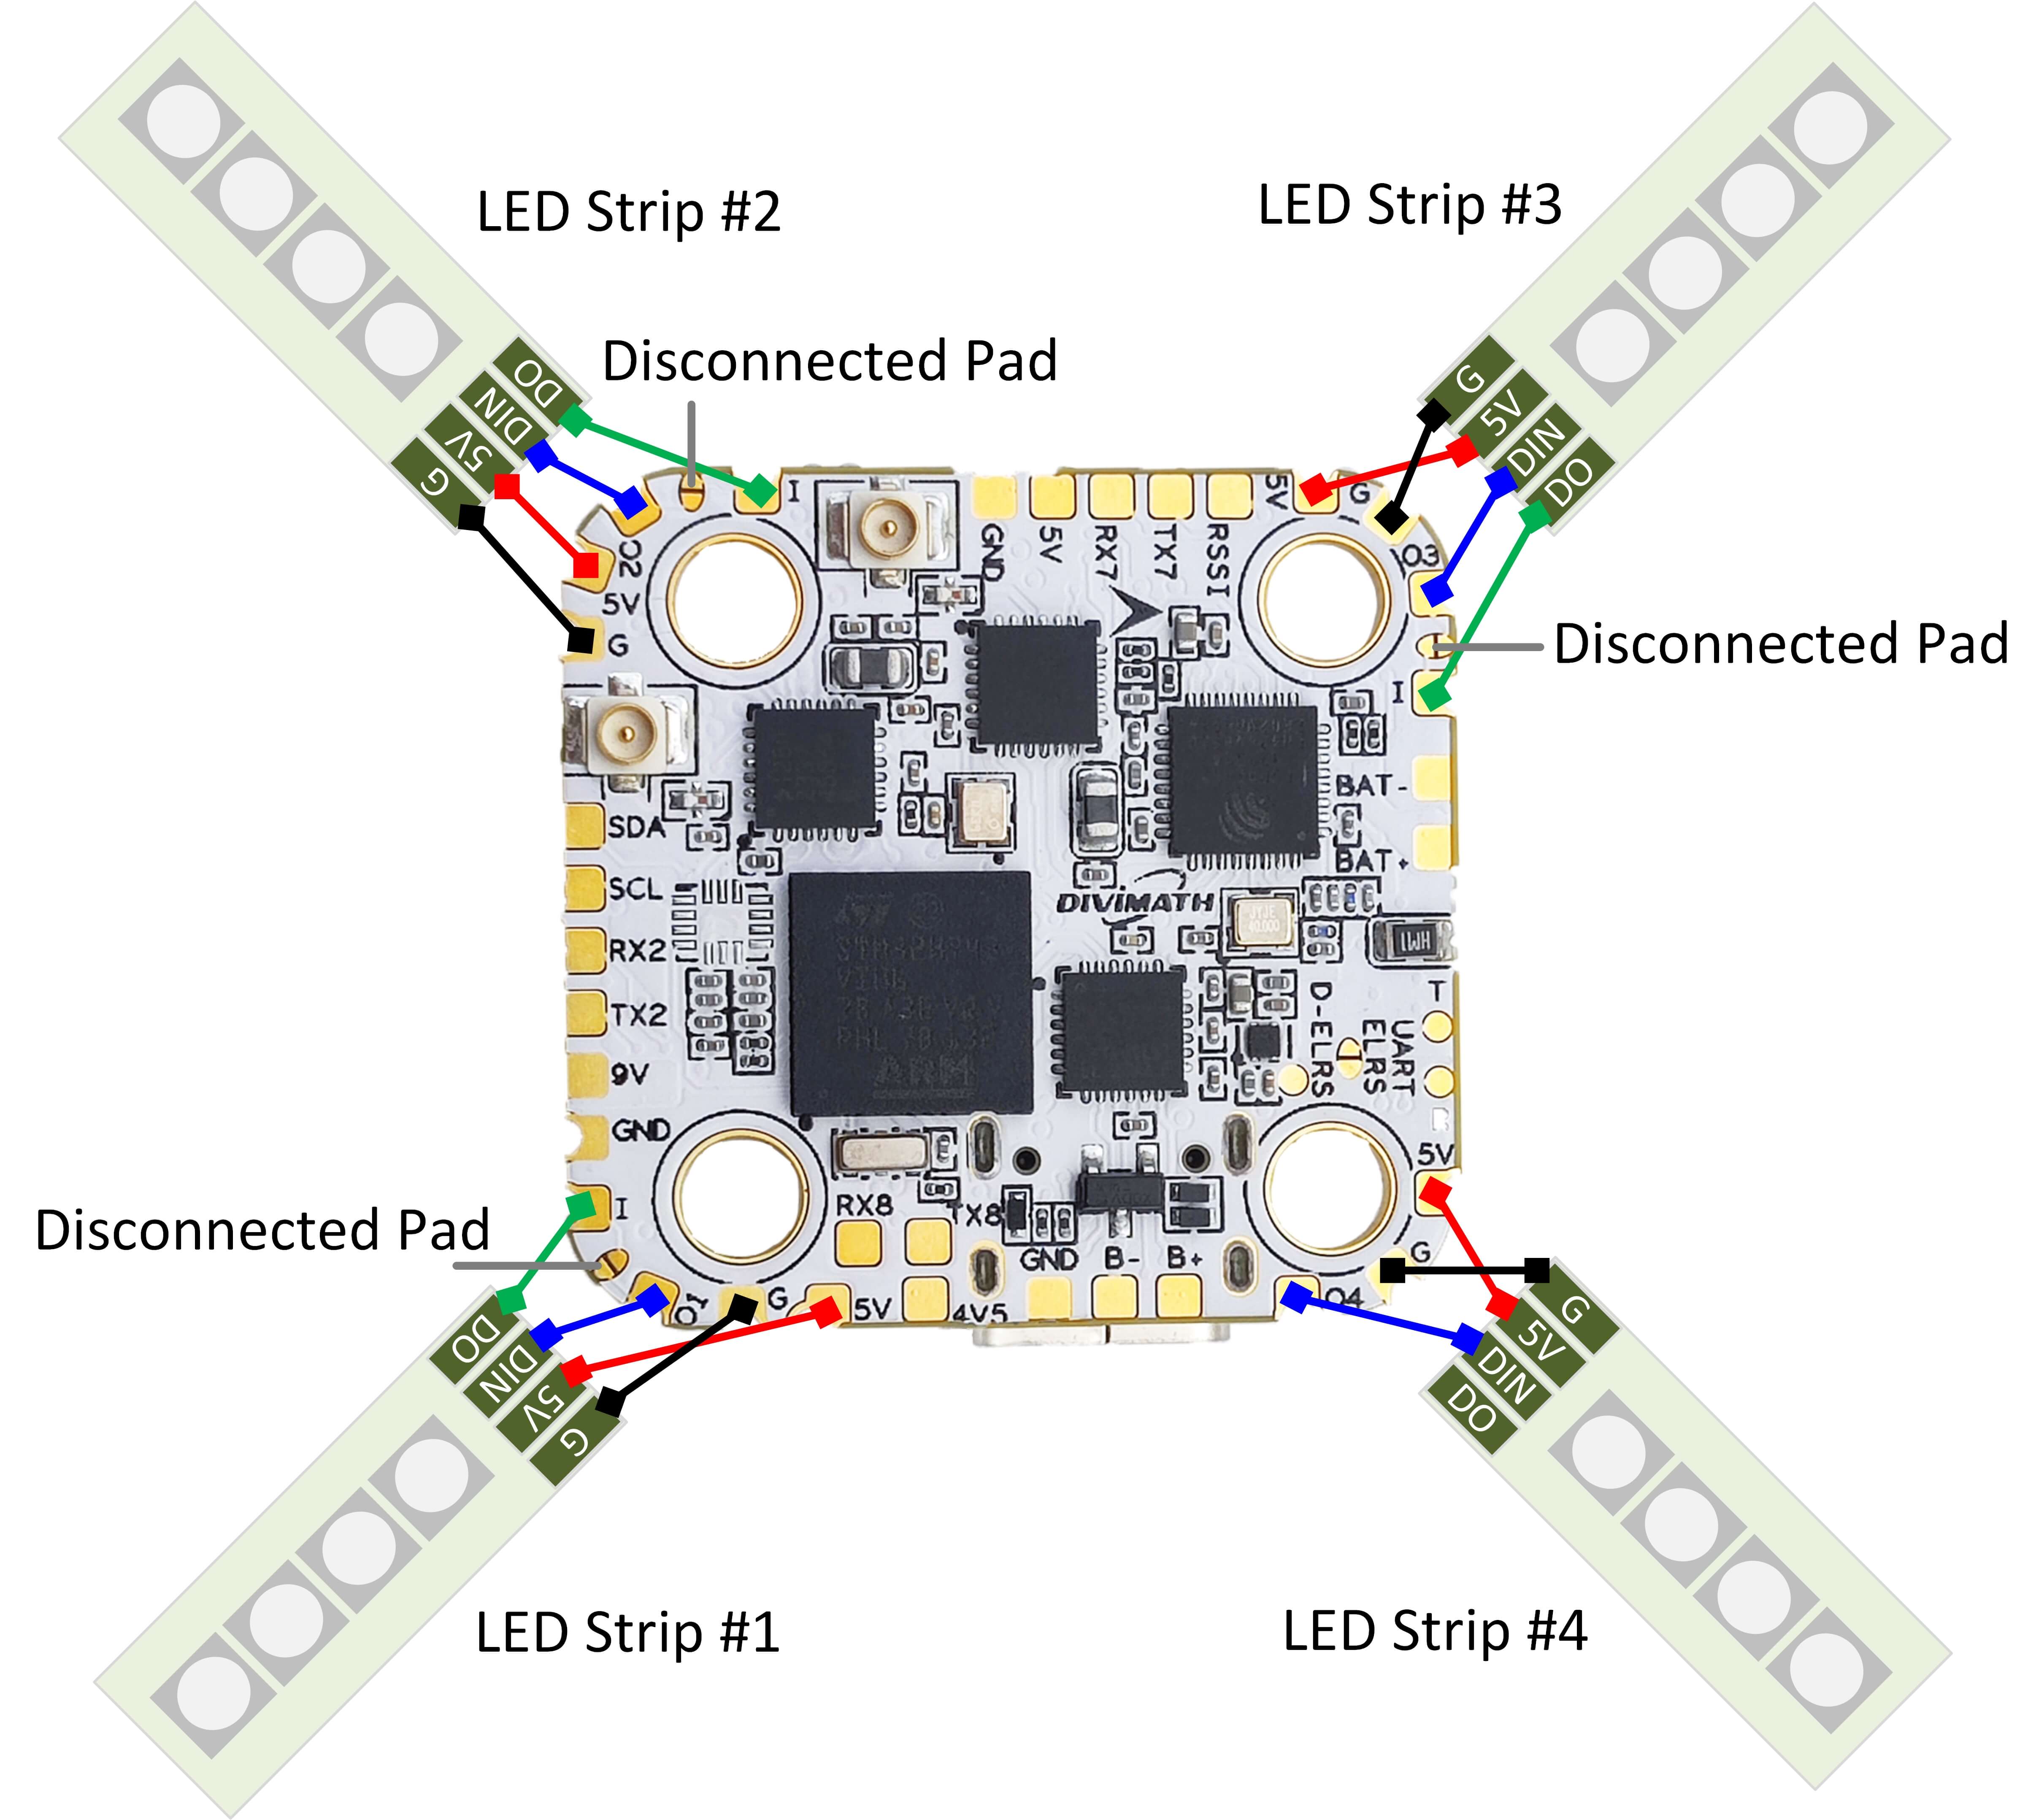 LED Strip #2
LED Strip #3
Disconnected Pad
DO
DIN
5V
G
G
5V
DIN
DO
I
GND
5V
RX7
TX7
RSSI
5V
G
O2
5V
G
O3
Disconnected Pad
I
BAT-
BAT+
SDA
SCL
RX2
TX2
9V
GND
I
DIVIMATH
ARM
D-ELRS
ELRS
UART
T
R
5V
G
RX8
TX8
GND
B-
B+
O4
Disconnected Pad
O1
G
5V
4V5
DO
DIN
5V
G
G
5V
DIN
DO
LED Strip #1
LED Strip #4